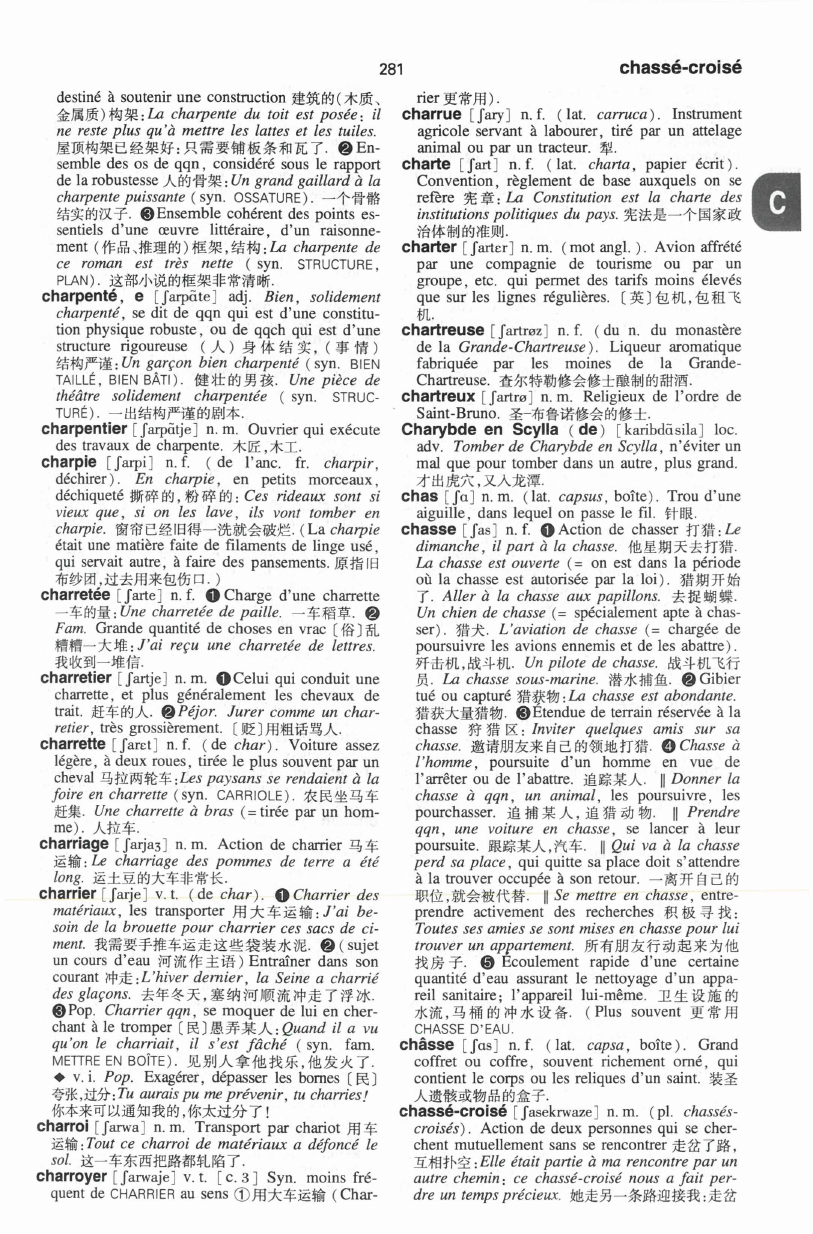 281
chassé-croisé
destiné à soutenir une construction 建筑的(木质、
金属质)构架:La charpente du toit est posée; il
ne reste plus qu'à mettre les lattes et les tuiles.
屋顶构架已经架好:只需要铺板条和瓦了. ❷ En-
semble des os de qqn, considéré sous le rapport
de la robustesse 人的骨架:Un grand gaillard à la
charpente puissante (syn. OSSATURE). 一个骨骼
结实的汉子. ❸Ensemble cohérent des points es-
sentiels d'une œuvre littéraire, d'un raisonne-
ment (作品、推理的)框架,结构:La charpente de
ce roman est très nette ( syn. STRUCTURE,
PLAN). 这部小说的框架非常清晰.
charpenté, e [ʃarpɑ̃te] adj. Bien, solidement
charpenté, se dit de qqn qui est d'une constitu-
tion physique robuste, ou de qqch qui est d'une
structure rigoureuse (人)身体结实,(事情)
结构严谨:Un garçon bien charpenté (syn. BIEN
TAILLÉ, BIEN BÂTI). 健壮的男孩. Une pièce de
théâtre solidement charpentée ( syn. STRUC-
TURÉ). 一出结构严谨的剧本.
charpentier [ʃarpɑ̃tje] n. m. Ouvrier qui exécute
des travaux de charpente. 木匠,木工.
charpie [ʃarpi] n. f. ( de l'anc. fr. charpir,
déchirer). En charpie, en petits morceaux,
déchiqueté 撕碎的,粉碎的: Ces rideaux sont si
vieux que, si on les lave, ils vont tomber en
charpie. 窗帘已经旧得一洗就会破烂. (La charpie
était une matière faite de filaments de linge usé,
qui servait autre, à faire des pansements. 原指旧
布纱团,过去用来包伤口.)
charretée [ʃarte] n. f. ❶ Charge d'une charrette
一车的量:Une charretée de paille. 一车稻草. ❷
Fam. Grande quantité de choses en vrac〔俗〕乱
糟糟一大堆:J'ai reçu une charretée de lettres.
我收到一堆信.
charretier [ʃartje] n. m. ❶Celui qui conduit une
charrette, et plus généralement les chevaux de
trait. 赶车的人. ❷Péjor. Jurer comme un char-
retier, très grossièrement.〔贬〕用粗话骂人.
charrette [ʃarɛt] n. f. (de char). Voiture assez
légère, à deux roues, tirée le plus souvent par un
cheval 马拉两轮车:Les paysans se rendaient à la
foire en charrette (syn. CARRIOLE). 农民坐马车
赶集. Une charrette à bras (=tirée par un hom-
me). 人拉车.
charriage [ʃarjaʒ] n. m. Action de charrier 马车
运输: Le charriage des pommes de terre a été
long. 运土豆的大车非常长.
charrier [ʃarje] v. t. (de char). ❶ Charrier des
matériaux, les transporter 用大车运输:J'ai be-
soin de la brouette pour charrier ces sacs de ci-
ment. 我需要手推车运走这些袋装水泥. ❷ (sujet
un cours d'eau 河流作主语) Entraîner dans son
courant 冲走:L'hiver dernier, la Seine a charrié
des glaçons. 去年冬天,塞纳河顺流冲走了浮冰.
❸Pop. Charrier qqn, se moquer de lui en cher-
chant à le tromper〔民〕愚弄某人:Quand il a vu
qu'on le charriait, il s'est fâché ( syn. fam.
METTRE EN BOÎTE). 见别人拿他找乐,他发火了.
◆ v. i. Pop. Exagérer, dépasser les bornes〔民〕
夸张,过分:Tu aurais pu me prévenir, tu charries!
你本来可以通知我的,你太过分了!
charroi [ʃarwa] n. m. Transport par chariot 用车
运输:Tout ce charroi de matériaux a défoncé le
sol. 这一车东西把路都轧陷了.
charroyer [ʃarwaje] v. t. [c. 3] Syn. moins fré-
quent de CHARRIER au sens ①用大车运输 (Char-
rier 更常用).
charrue [ʃary] n. f. (lat. carruca). Instrument
agricole servant à labourer, tiré par un attelage
animal ou par un tracteur. 犁.
charte [ʃart] n. f. (lat. charta, papier écrit).
Convention, règlement de base auxquels on se
refère 宪章: La Constitution est la charte des
institutions politiques du pays. 宪法是一个国家政
治体制的准则.
charter [ʃartɛr] n. m. (mot angl.). Avion affrété
par une compagnie de tourisme ou par un
groupe, etc. qui permet des tarifs moins élevés
que sur les lignes régulières.〔英〕包机,包租飞
机.
chartreuse [ʃartrøz] n. f. ( du n. du monastère
de la Grande-Chartreuse). Liqueur aromatique
fabriquée par les moines de la Grande-
Chartreuse. 查尔特勒修会修士酿制的甜酒.
chartreux [ʃartrø] n. m. Religieux de l'ordre de
Saint-Bruno. 圣-布鲁诺修会的修士.
Charybde en Scylla ( de) [karibdɑ̃sila] loc.
adv. Tomber de Charybde en Scylla, n'éviter un
mal que pour tomber dans un autre, plus grand.
才出虎穴,又入龙潭.
chas [ʃɑ] n. m. (lat. capsus, boîte). Trou d'une
aiguille, dans lequel on passe le fil. 针眼.
chasse [ʃas] n. f. ❶ Action de chasser 打猎:Le
dimanche, il part à la chasse. 他星期天去打猎.
La chasse est ouverte (= on est dans la période
où la chasse est autorisée par la loi). 猎期开始
了. Aller à la chasse aux papillons. 去捉蝴蝶.
Un chien de chasse (= spécialement apte à chas-
ser). 猎犬. L'aviation de chasse (= chargée de
poursuivre les avions ennemis et de les abattre).
歼击机,战斗机. Un pilote de chasse. 战斗机飞行
员. La chasse sous-marine. 潜水捕鱼. ❷ Gibier
tué ou capturé 猎获物:La chasse est abondante.
猎获大量猎物. ❸Étendue de terrain réservée à la
chasse 狩猎区: Inviter quelques amis sur sa
chasse. 邀请朋友来自己的领地打猎. ❹ Chasse à
l'homme, poursuite d'un homme en vue de
l'arrêter ou de l'abattre. 追踪某人. ‖ Donner la
chasse à qqn, un animal, les poursuivre, les
pourchasser. 追捕某人,追猎动物. ‖ Prendre
qqn, une voiture en chasse, se lancer à leur
poursuite. 跟踪某人,汽车. ‖ Qui va à la chasse
perd sa place, qui quitte sa place doit s'attendre
à la trouver occupée à son retour. 一离开自己的
职位,就会被代替. ‖ Se mettre en chasse, entre-
prendre activement des recherches 积极寻找:
Toutes ses amies se sont mises en chasse pour lui
trouver un appartement. 所有朋友行动起来为他
找房子. ❺ Écoulement rapide d'une certaine
quantité d'eau assurant le nettoyage d'un appa-
reil sanitaire; l'appareil lui-même. 卫生设施的
水流,马桶的冲水设备. (Plus souvent 更常用
CHASSE D'EAU.
châsse [ʃɑs] n. f. (lat. capsa, boîte). Grand
coffret ou coffre, souvent richement orné, qui
contient le corps ou les reliques d'un saint. 装圣
人遗骸或物品的盒子.
chassé-croisé [ʃasekrwaze] n. m. (pl. chassés-
croisés). Action de deux personnes qui se cher-
chent mutuellement sans se rencontrer 走岔了路,
互相扑空:Elle était partie à ma rencontre par un
autre chemin; ce chassé-croisé nous a fait per-
dre un temps précieux. 她走另一条路迎接我:走岔
C